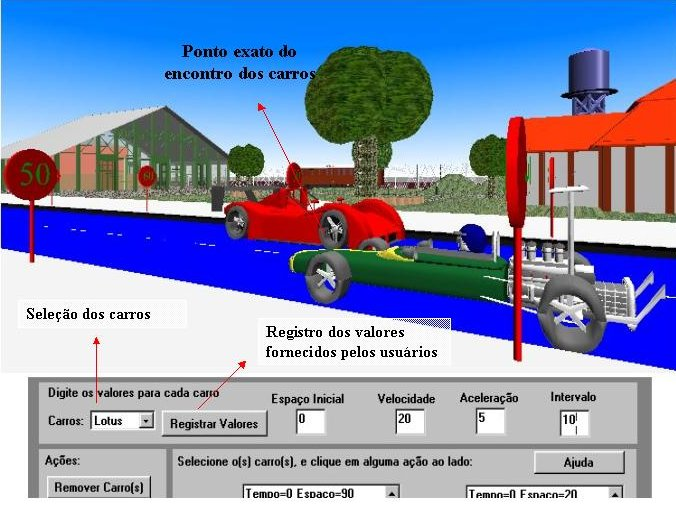 Ponto exato do
encontro dos carros
50
60
Seleção dos carros
Registro dos valores
fornecidos pelos usuários
Digite os valores para cada carro
Espaço Inicial
Velocidade
Aceleração
Intervalo
Carros:
Lotus
Registrar Valores
0
20
5
10
Ações:
Selecione o(s) carro(s), e clique em alguma ação ao lado:
Ajuda
Remover Carro(s)
Tempo=0 Espaco=90
Tempo=0 Espaco=20